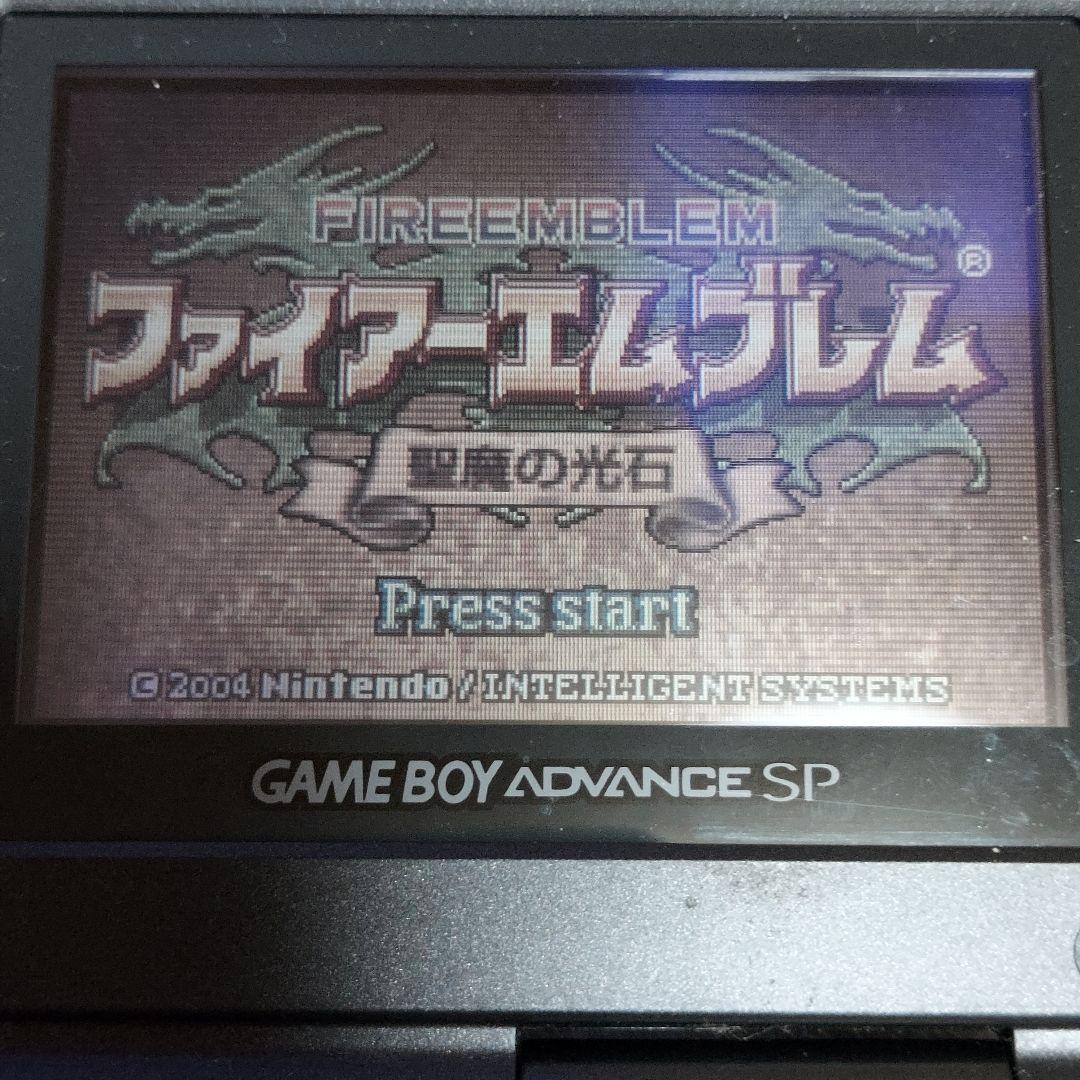 FIREEMBLEM
ファイアーエムブレム®
聖魔の光石
Press start
© 2004 Nintendo / INTELLIGENT SYSTEMS
GAME BOY ADVANCE SP